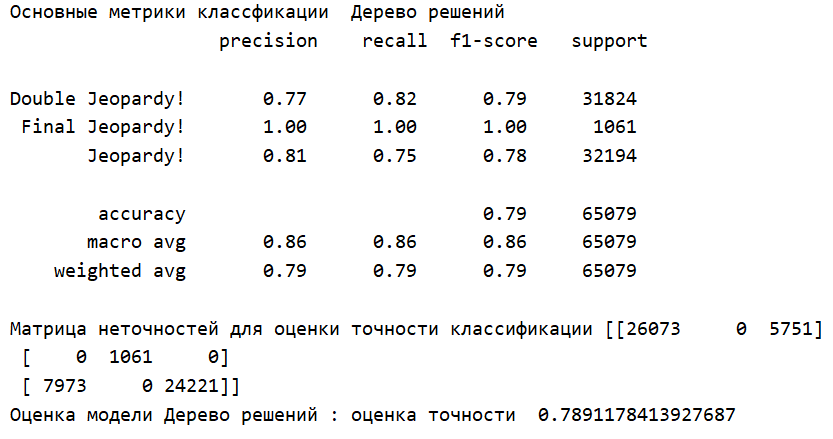 Основные метрики классфикации  Дерево решений
precision    recall  f1-score   support
Double Jeopardy!       0.77      0.82      0.79     31824
Final Jeopardy!       1.00      1.00      1.00      1061
Jeopardy!       0.81      0.75      0.78     32194
accuracy                           0.79     65079
macro avg       0.86      0.86      0.86     65079
weighted avg       0.79      0.79      0.79     65079
Матрица неточностей для оценки точности классификации [[26073     0  5751]
[    0  1061     0]
[ 7973     0 24221]]
Оценка модели Дерево решений : оценка точности  0.7891178413927687